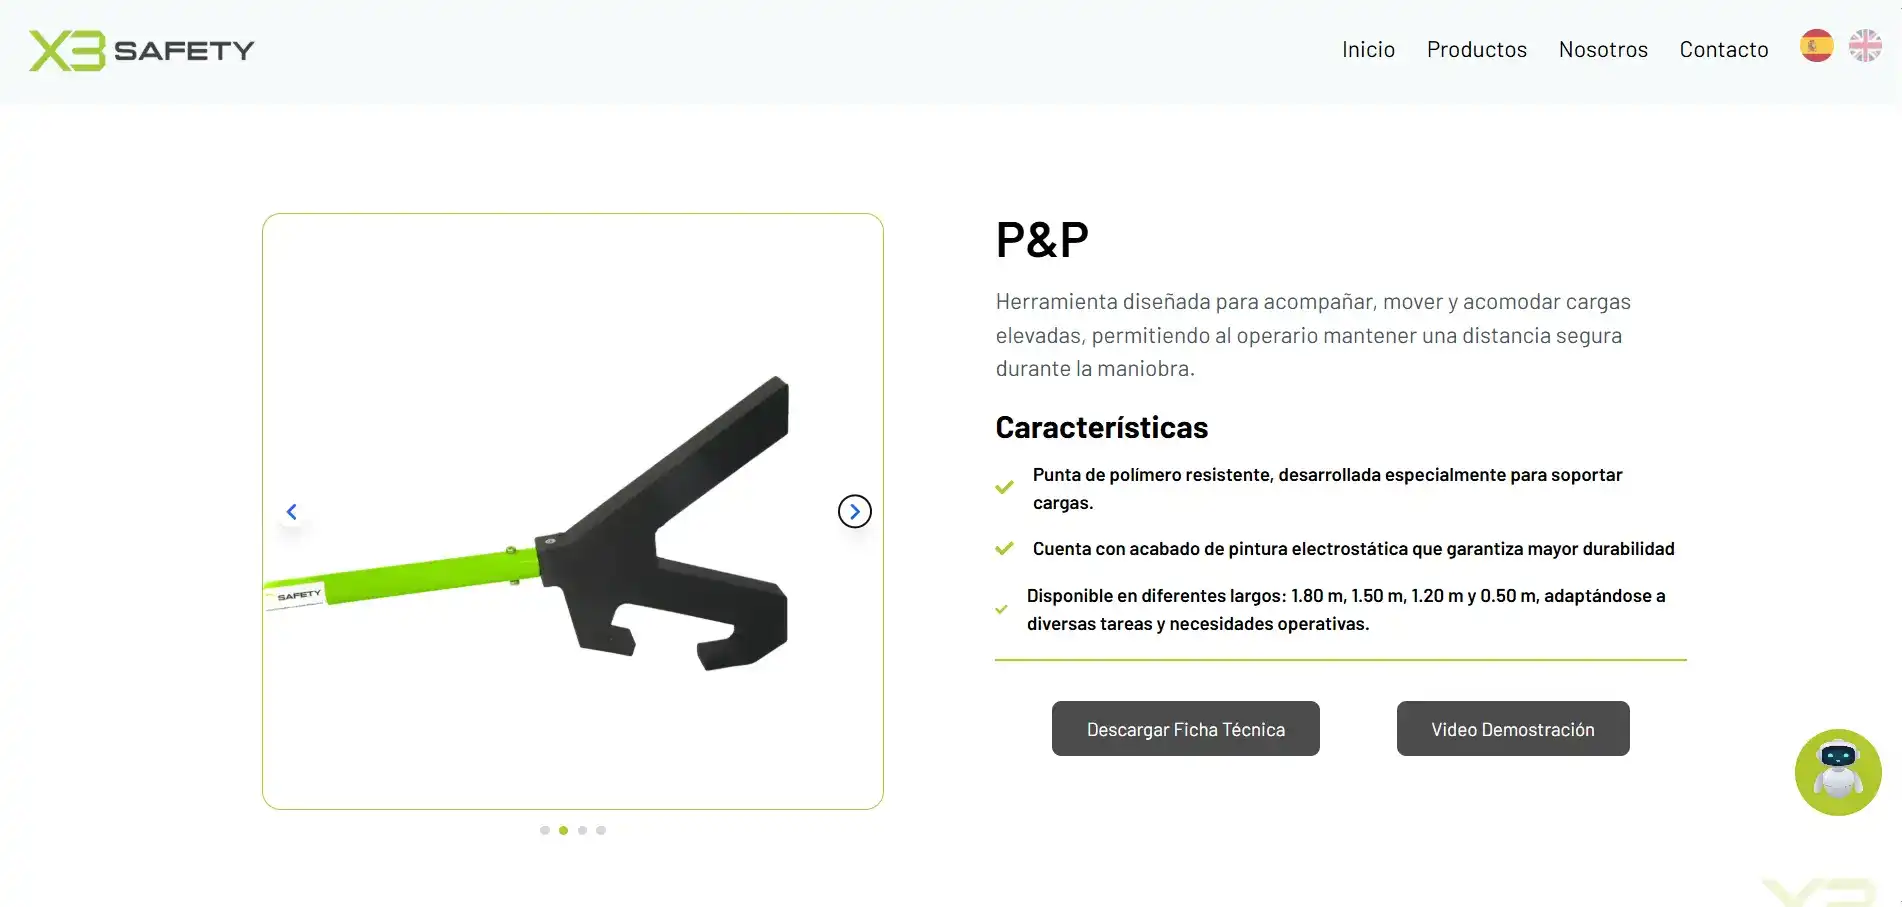 X3 SAFETY
Inicio
Productos
Nosotros
Contacto
P&P
Herramienta diseñada para acompañar, mover y acomodar cargas
elevadas, permitiendo al operario mantener una distancia segura
durante la maniobra.
Características
Punta de polímero resistente, desarrollada especialmente para soportar
cargas.
Cuenta con acabado de pintura electrostática que garantiza mayor durabilidad
Disponible en diferentes largos: 1.80 m, 1.50 m, 1.20 m y 0.50 m, adaptándose a
diversas tareas y necesidades operativas.
SAFETY
Descargar Ficha Técnica
Video Demostración
X3